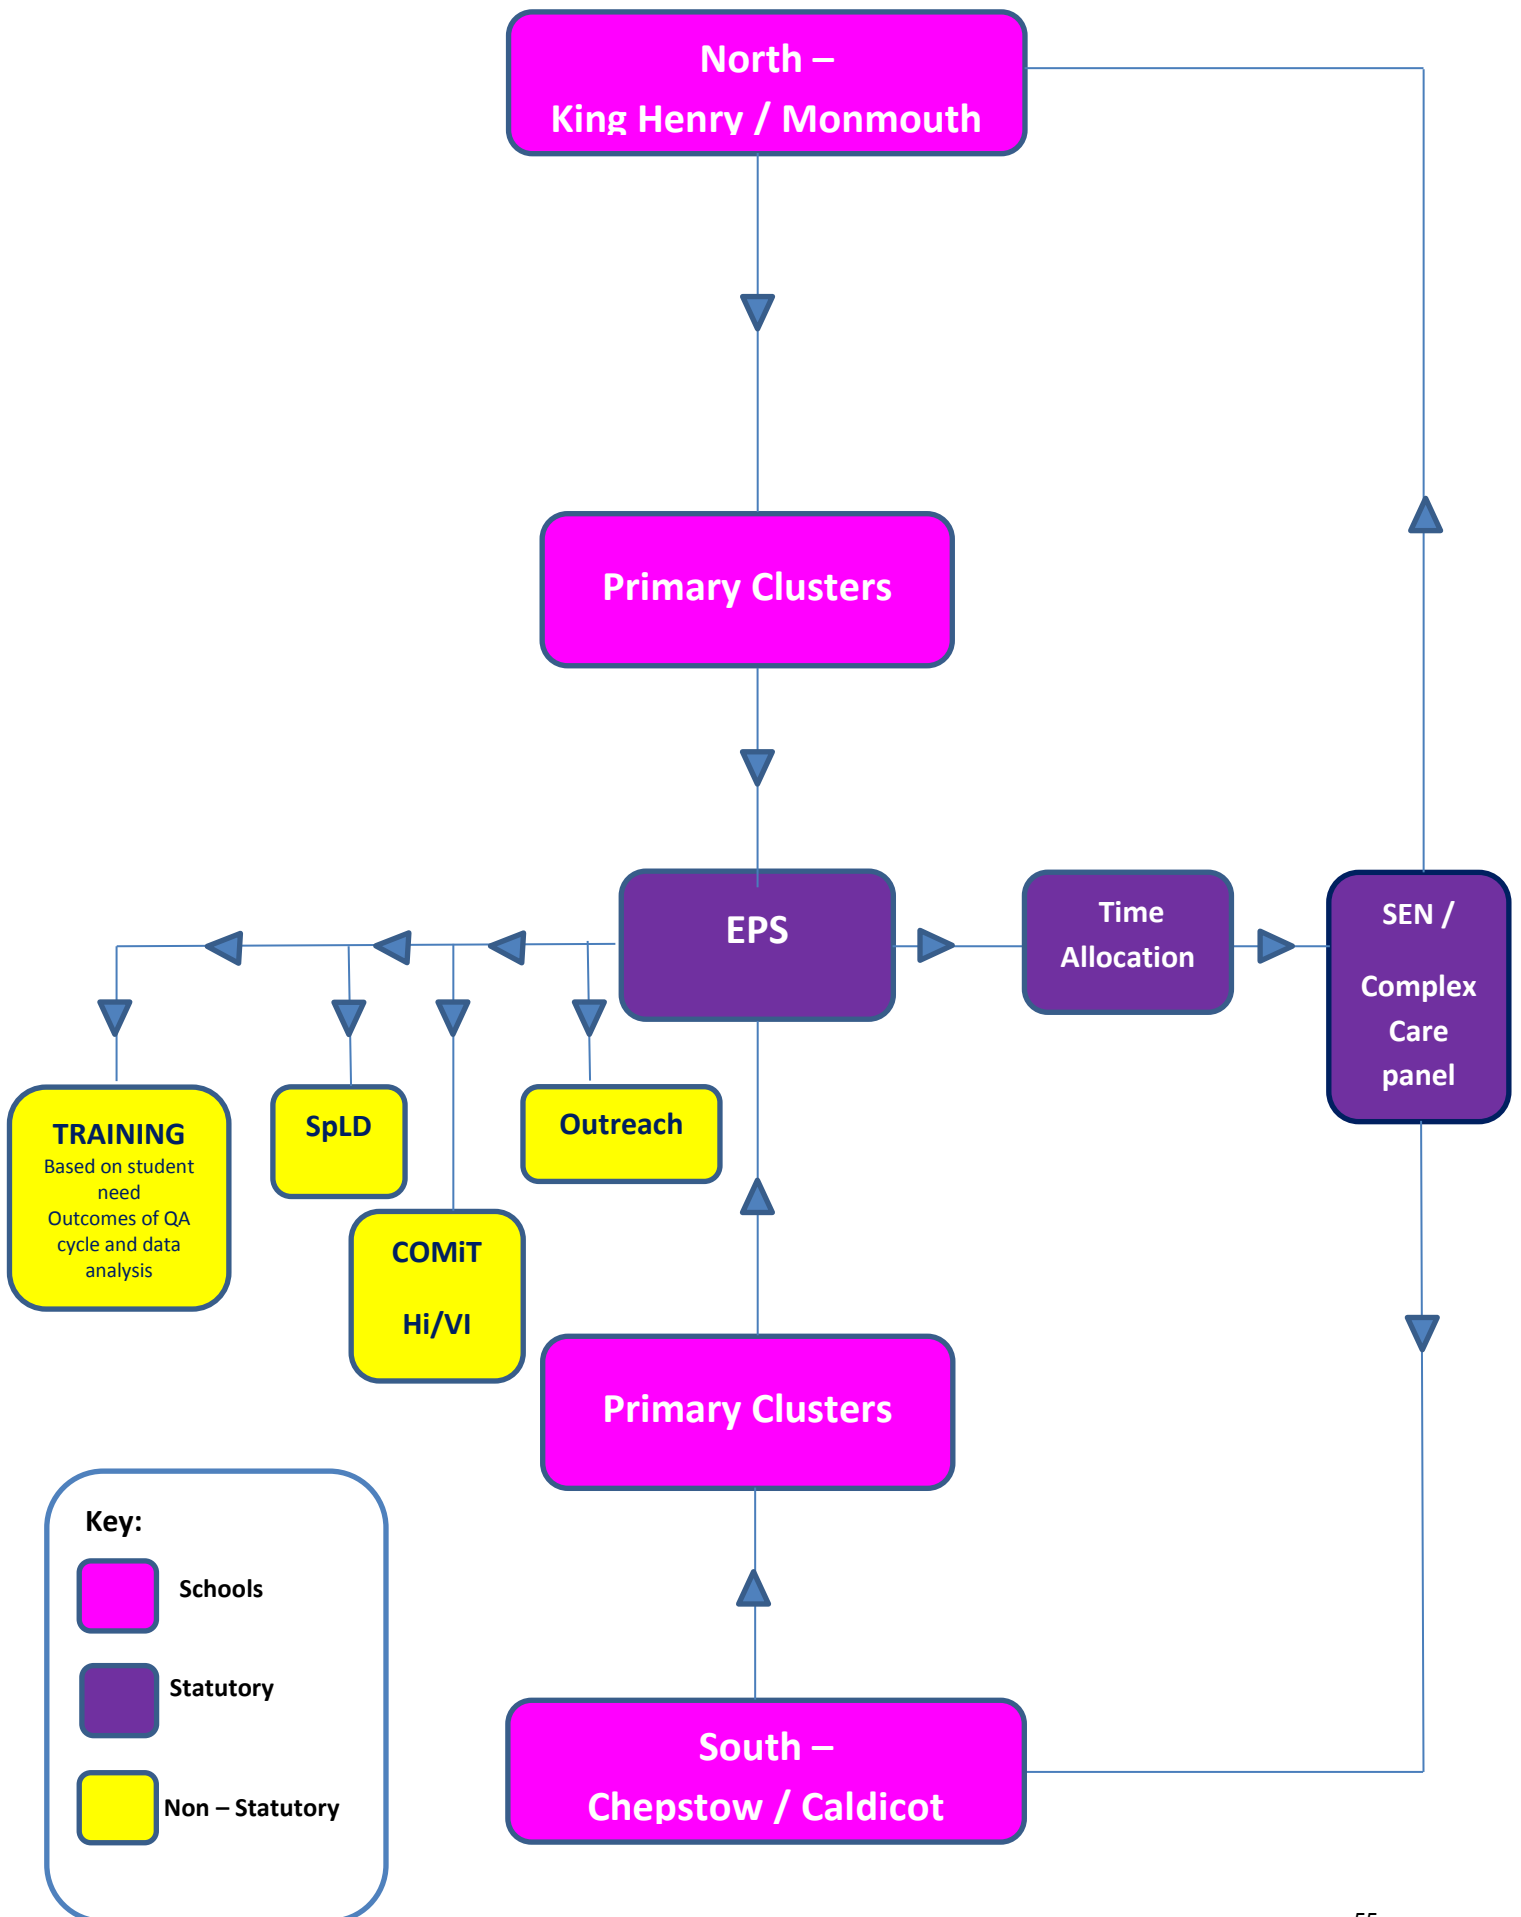 North –
King Henry / Monmouth
Primary Clusters
EPS
Time
Allocation
SEN /
Complex
Care
panel
TRAINING
Based on student
need
Outcomes of QA
cycle and data
analysis
SpLD
COMiT
Hi/VI
Outreach
Primary Clusters
Key:
Schools
Statutory
Non – Statutory
South –
Chepstow / Caldicot